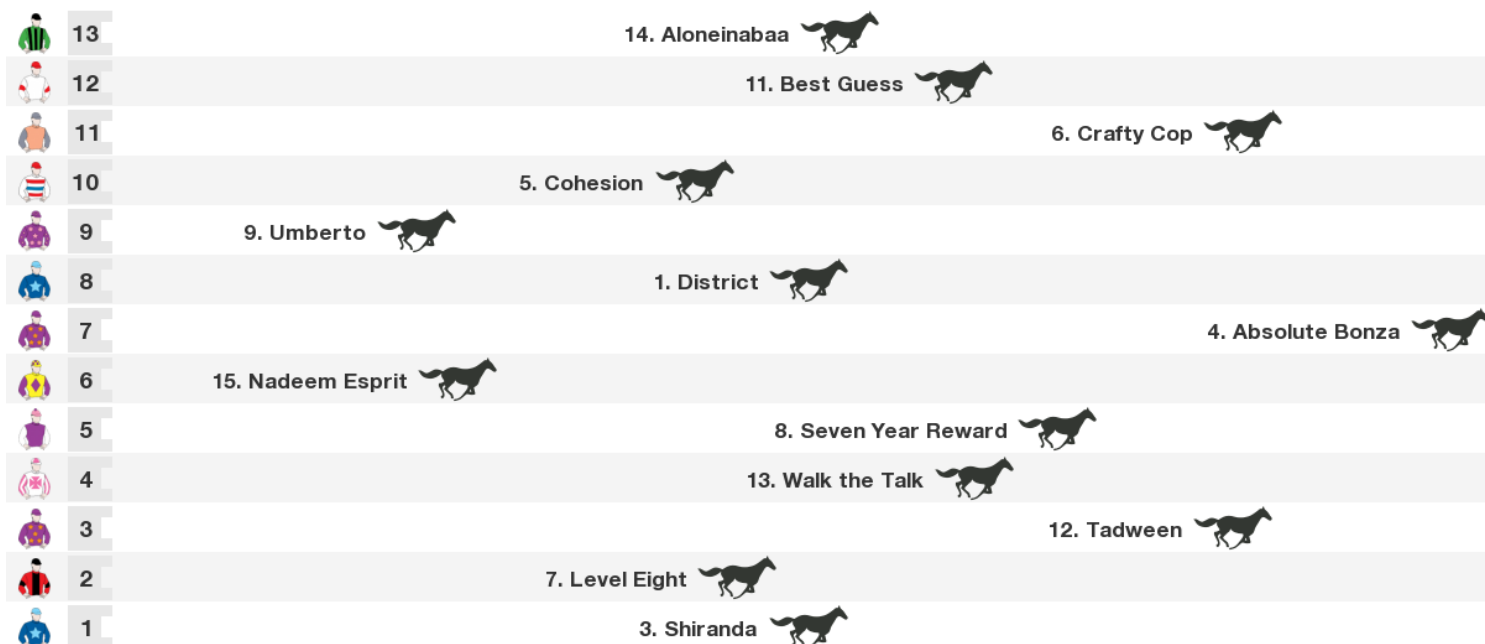 13 14. Aloneinabaa
12 11. Best Guess
11 6. Crafty Cop
10 5. Cohesion
9 9. Umberto
8 1. District
7 4. Absolute Bonza
6 15. Nadeem Esprit
5 8. Seven Year Reward
4 13. Walk the Talk
3 12. Tadween
2 7. Level Eight
1 3. Shiranda